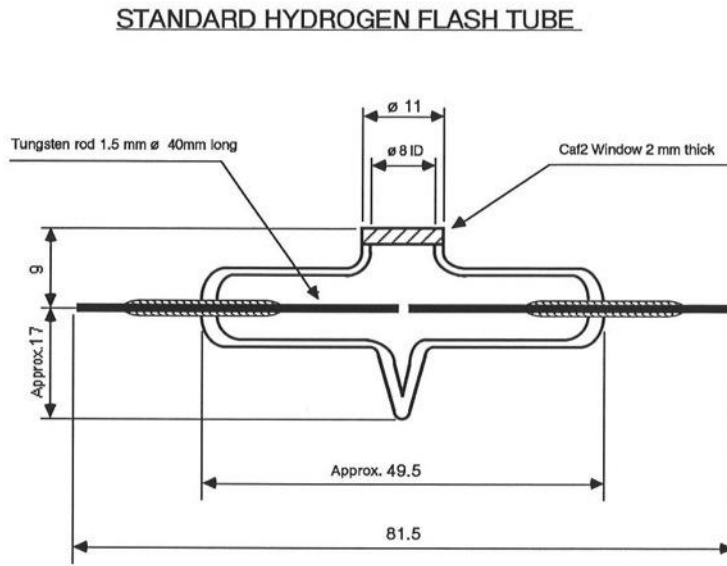 STANDARD HYDROGEN FLASH TUBE
ø 11
Tungsten rod 1.5 mm ø 40mm long
ø 8 ID
Caf2 Window 2 mm thick
9
Approx.17
Approx. 49.5
81.5